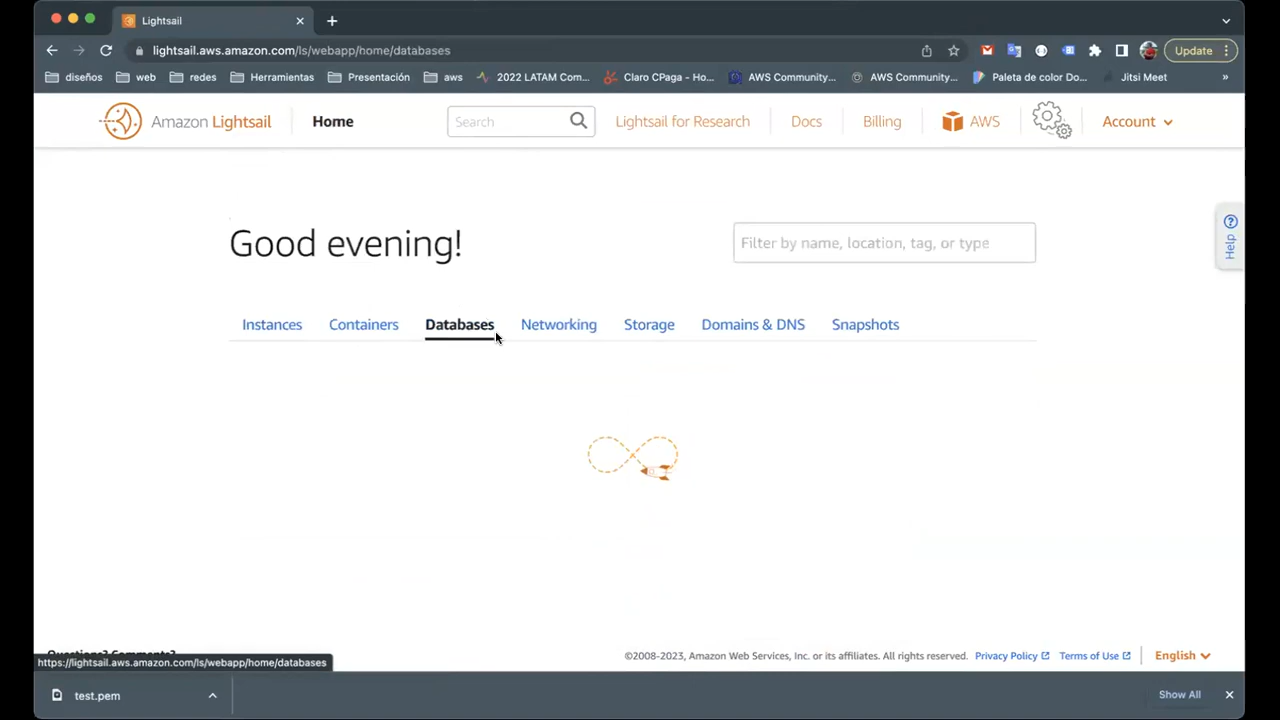 Lightsail
lightsail.aws.amazon.com/ls/webapp/home/databases
Update
diseños
web
redes
Herramientas
Presentación
aws
2022 LATAM Com...
Claro CPaga - Ho...
AWS Community...
AWS Community...
Paleta de color Do...
Jitsi Meet
»
Amazon Lightsail
Home
Search
Lightsail for Research
Docs
Billing
AWS
Account
Good evening!
Filter by name, location, tag, or type
Help
Instances
Containers
Databases
Networking
Storage
Domains & DNS
Snapshots
Questions? Comments?
©2008-2023, Amazon Web Services, Inc. or its affiliates. All rights reserved.
Privacy Policy
Terms of Use
English
https://lightsail.aws.amazon.com/ls/webapp/home/databases
test.pem
Show All